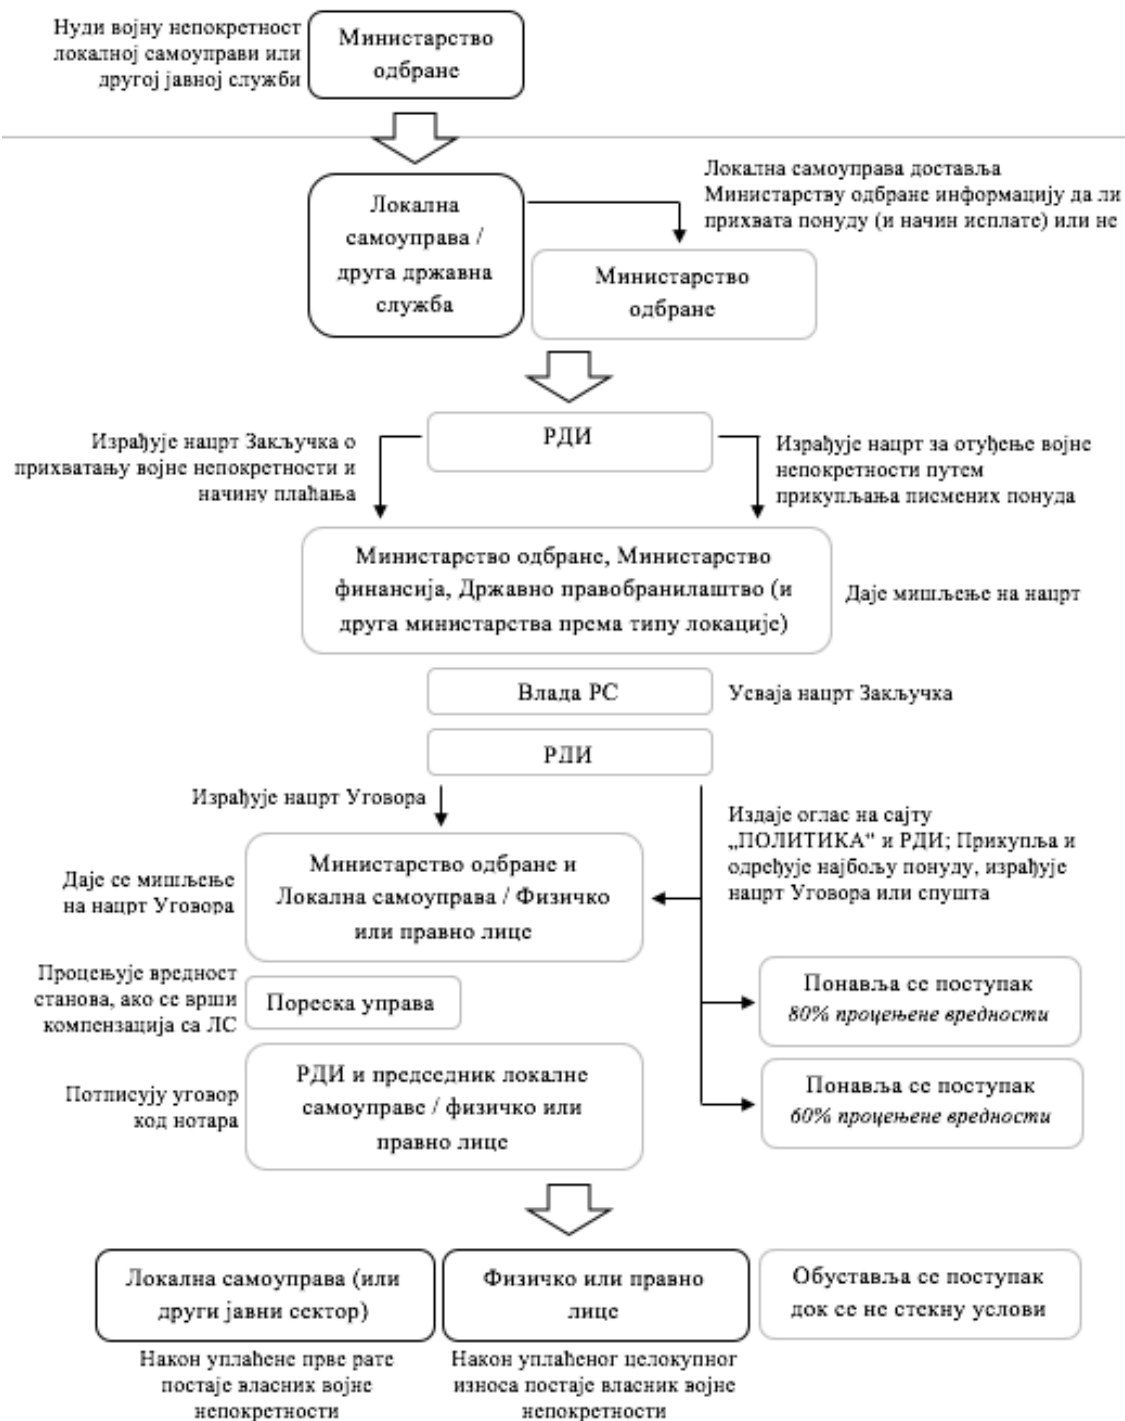 Нуди војну непокретност
локалној самоуправи или
другој јавној служби
Министарство
одбране
Локална самоуправа доставља
Министарству одбране информацију да ли
прихвата понуду (и начин исплате) или не
Локална
самоуправа /
друга државна
служба
Министарство
одбране
РДИ
Израђује нацрт Закључка о
прихватању војне непокретности и
начину плаћања
Израђује нацрт за отуђење војне
непокретности путем
прикупљања писмених понуда
Министарство одбране, Министарство
финансија, Државно правобранилаштво (и
друга министарства према типу локације)
Даје мишљење на нацрт
Влада РС
Усваја нацрт Закључка
РДИ
Израђује нацрт Уговора
Издаје оглас на сајту
„ПОЛИТИКА“ и РДИ; Прикупља и
одређује најбољу понуду, израђује
нацрт Уговора или спушта
Даје се мишљење
на нацрт Уговора
Министарство одбране и
Локална самоуправа / Физичко
или правно лице
Процењује вредност
станова, ако се врши
компензација са ЛС
Пореска управа
Понавља се поступак
80% процењене вредности
Потписују уговор
код нотара
РДИ и председник локалне
самоуправе / физичко или
правно лице
Понавља се поступак
60% процењене вредности
Локална самоуправа (или
други јавни сектор)
Физичко или правно
лице
Обуставља се поступак
док се не стекну услови
Након уплаћене прве рате
постаје власник војне
непокретности
Након уплаћеног целокупног
износа постаје власник војне
непокретности